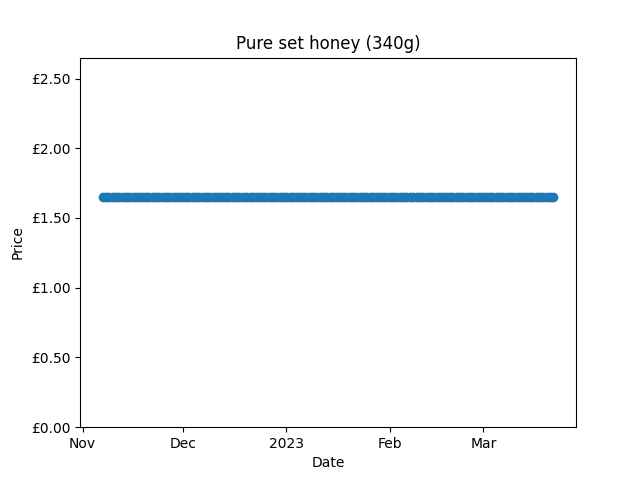 Pure set honey (340g)
£2.50
£2.00
£1.50
£1.00
£0.50
£0.00
Price
Nov Dec 2023 Feb Mar
Date